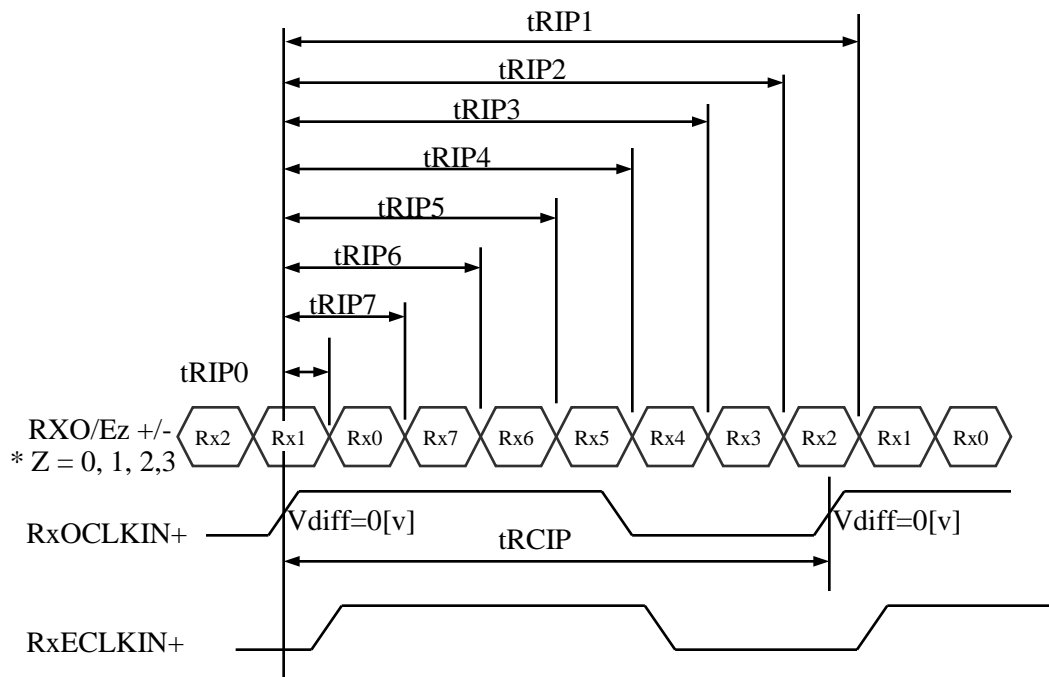 tRIP1
tRIP2
tRIP3
tRIP4
tRIP5
tRIP6
tRIP7
tRIP0
RXO/Ez +/- Rx2 Rx1 Rx0 Rx7 Rx6 Rx5 Rx4 Rx3 Rx2 Rx1 Rx0
* Z = 0, 1, 2,3
RxOCLKIN+ Vdiff=0[v] Vdiff=0[v]
tRCIP
RxECLKIN+